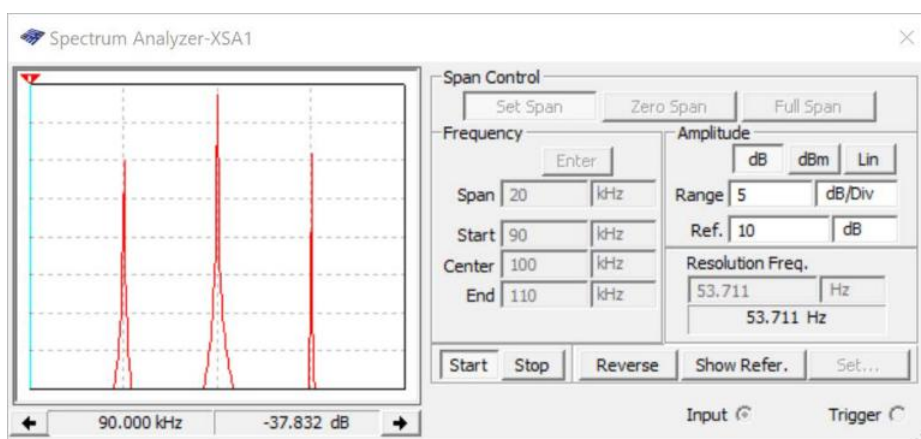 Spectrum Analyzer-XSA1
Span Control
Set Span Zero Span Full Span
Frequency
Enter
Span 20 kHz
Start 90 kHz
Center 100 kHz
End 110 kHz
Amplitude
dB dBm Lin
Range 5 dB/Div
Ref. 10 dB
Resolution Freq.
53.711 Hz
53.711 Hz
Start Stop Reverse Show Refer. Set...
90.000 kHz -37.832 dB
Input Trigger